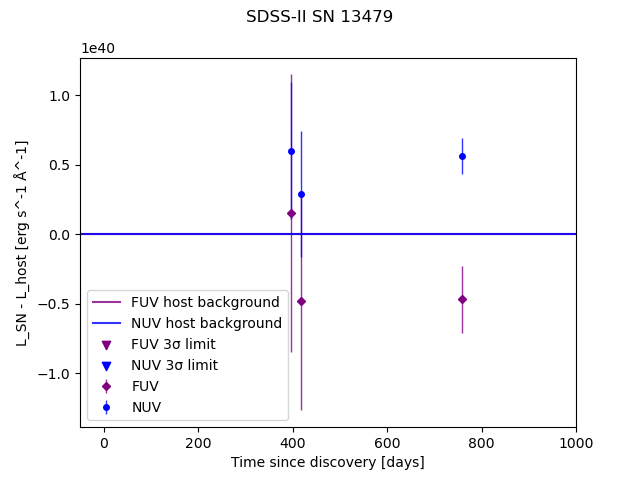 SDSS-II SN 13479
1e40
1.0
0.5
0.0
−0.5
−1.0
L_SN - L_host [erg s^-1 Å^-1]
FUV host background
NUV host background
FUV 3σ limit
NUV 3σ limit
FUV
NUV
0 200 400 600 800 1000
Time since discovery [days]